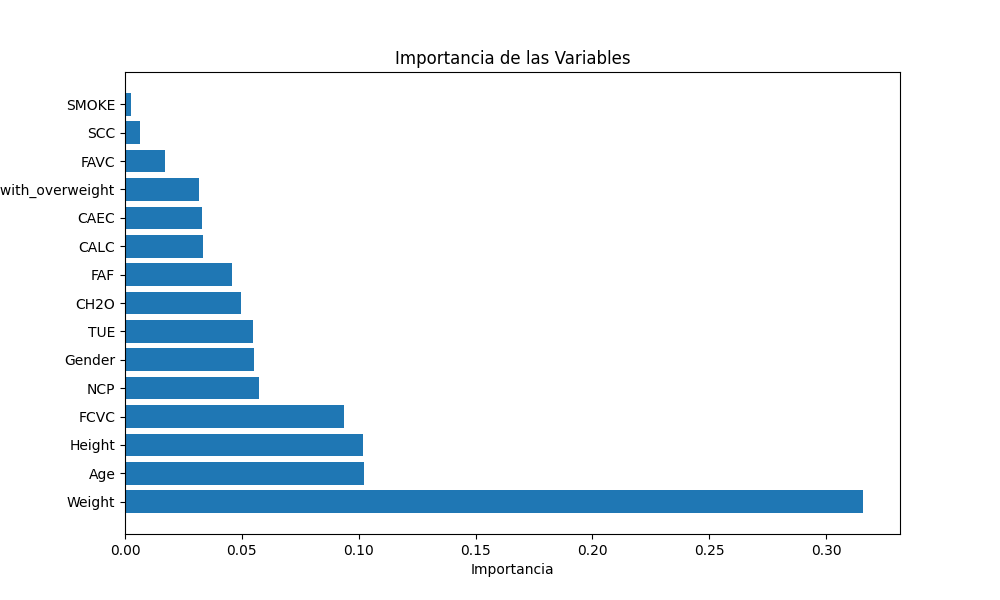 Importancia de las Variables
SMOKE
SCC
FAVC
with_overweight
CAEC
CALC
FAF
CH2O
TUE
Gender
NCP
FCVC
Height
Age
Weight
0.00 0.05 0.10 0.15 0.20 0.25 0.30
Importancia